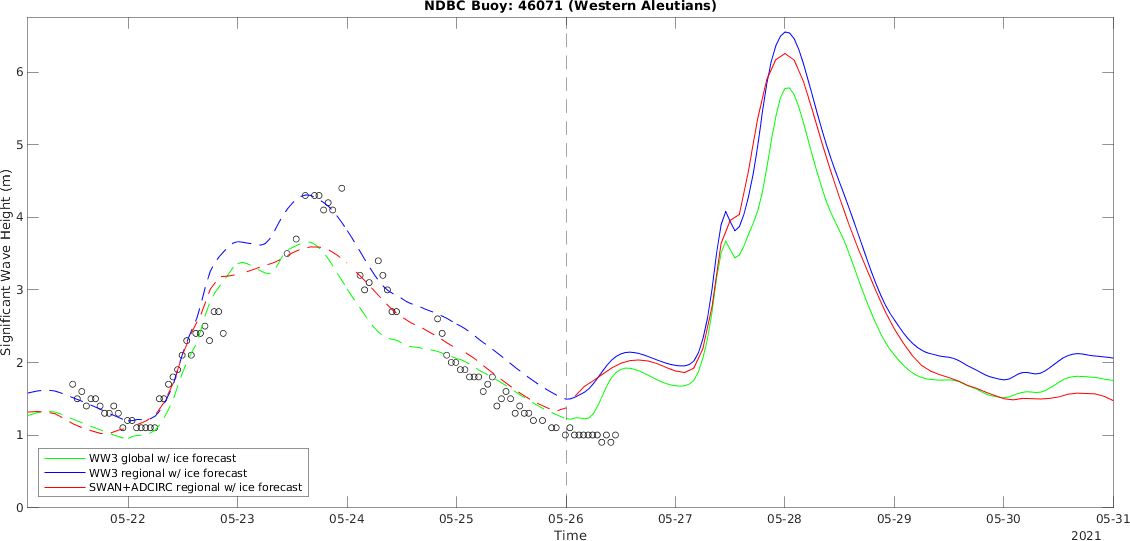 NDBC Buoy: 46071 (Western Aleutians)
Significant Wave Height (m)
6
5
4
3
2
1
0
WW3 global w/ ice forecast
WW3 regional w/ ice forecast
SWAN+ADCIRC regional w/ ice forecast
05-22 05-23 05-24 05-25 05-26 05-27 05-28 05-29 05-30 05-31
Time
2021